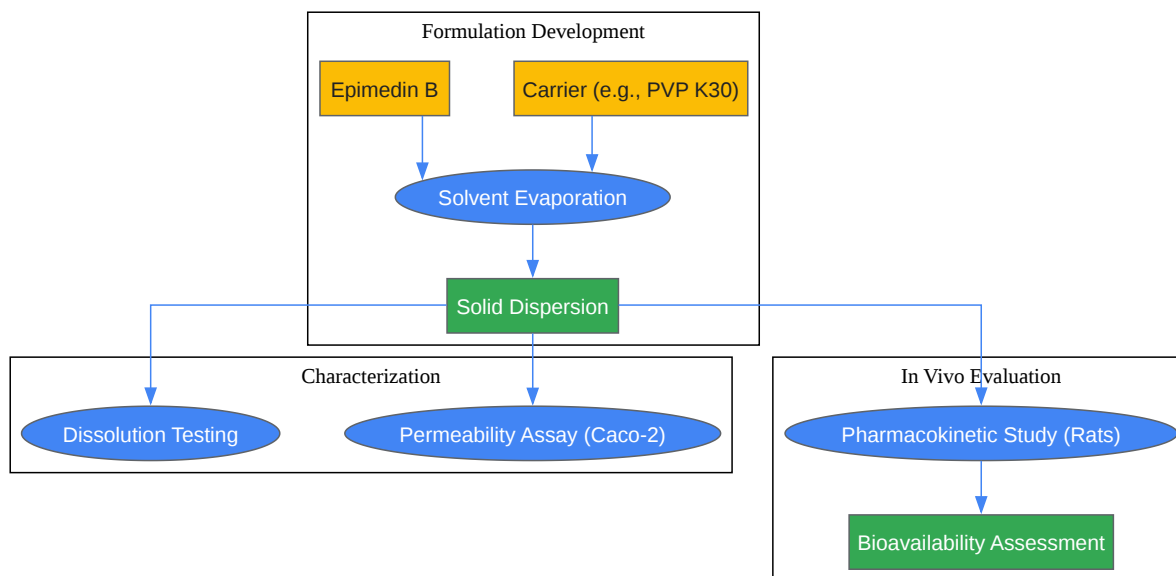 Formulation Development
Epimedin B
Carrier (e.g., PVP K30)
Solvent Evaporation
Solid Dispersion
Characterization
In Vivo Evaluation
Dissolution Testing
Permeability Assay (Caco-2)
Pharmacokinetic Study (Rats)
Bioavailability Assessment